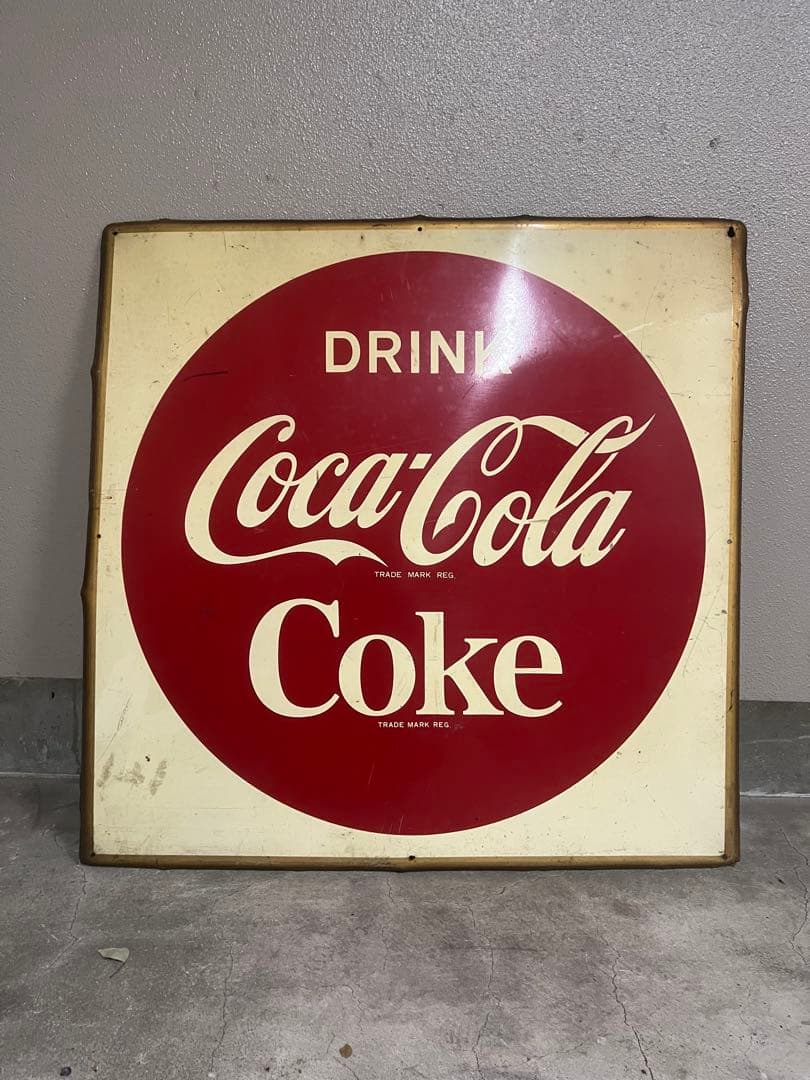 DRINK
Coca-Cola
TRADE MARK REG.
Coke
TRADE MARK REG.